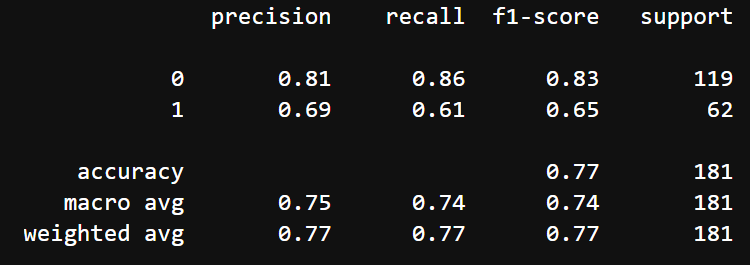 precision recall f1-score support
0 0.81 0.86 0.83 119
1 0.69 0.61 0.65 62
accuracy 0.77 181
macro avg 0.75 0.74 0.74 181
weighted avg 0.77 0.77 0.77 181